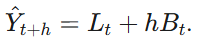 Ŷ_{t+h} = L_t + hB_t.